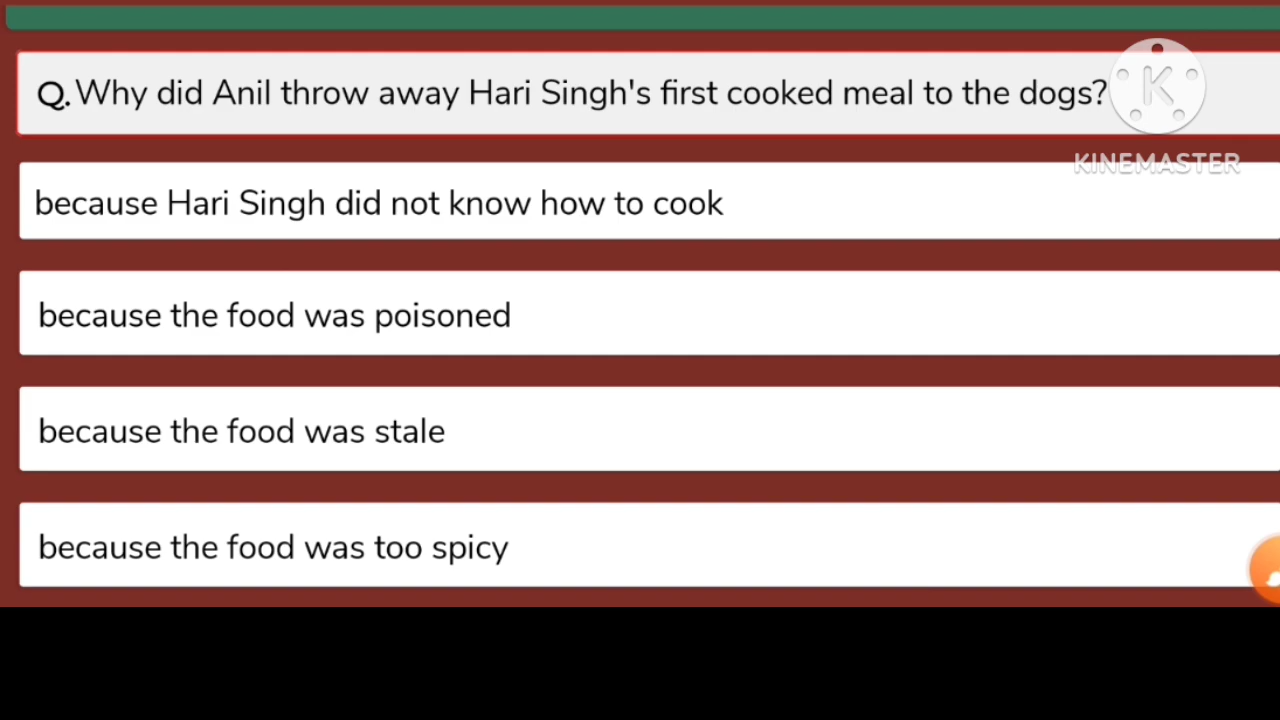 Q.Why did Anil throw away Hari Singh's first cooked meal to the dogs?
K
KINEMASTER
because Hari Singh did not know how to cook
because the food was poisoned
because the food was stale
because the food was too spicy